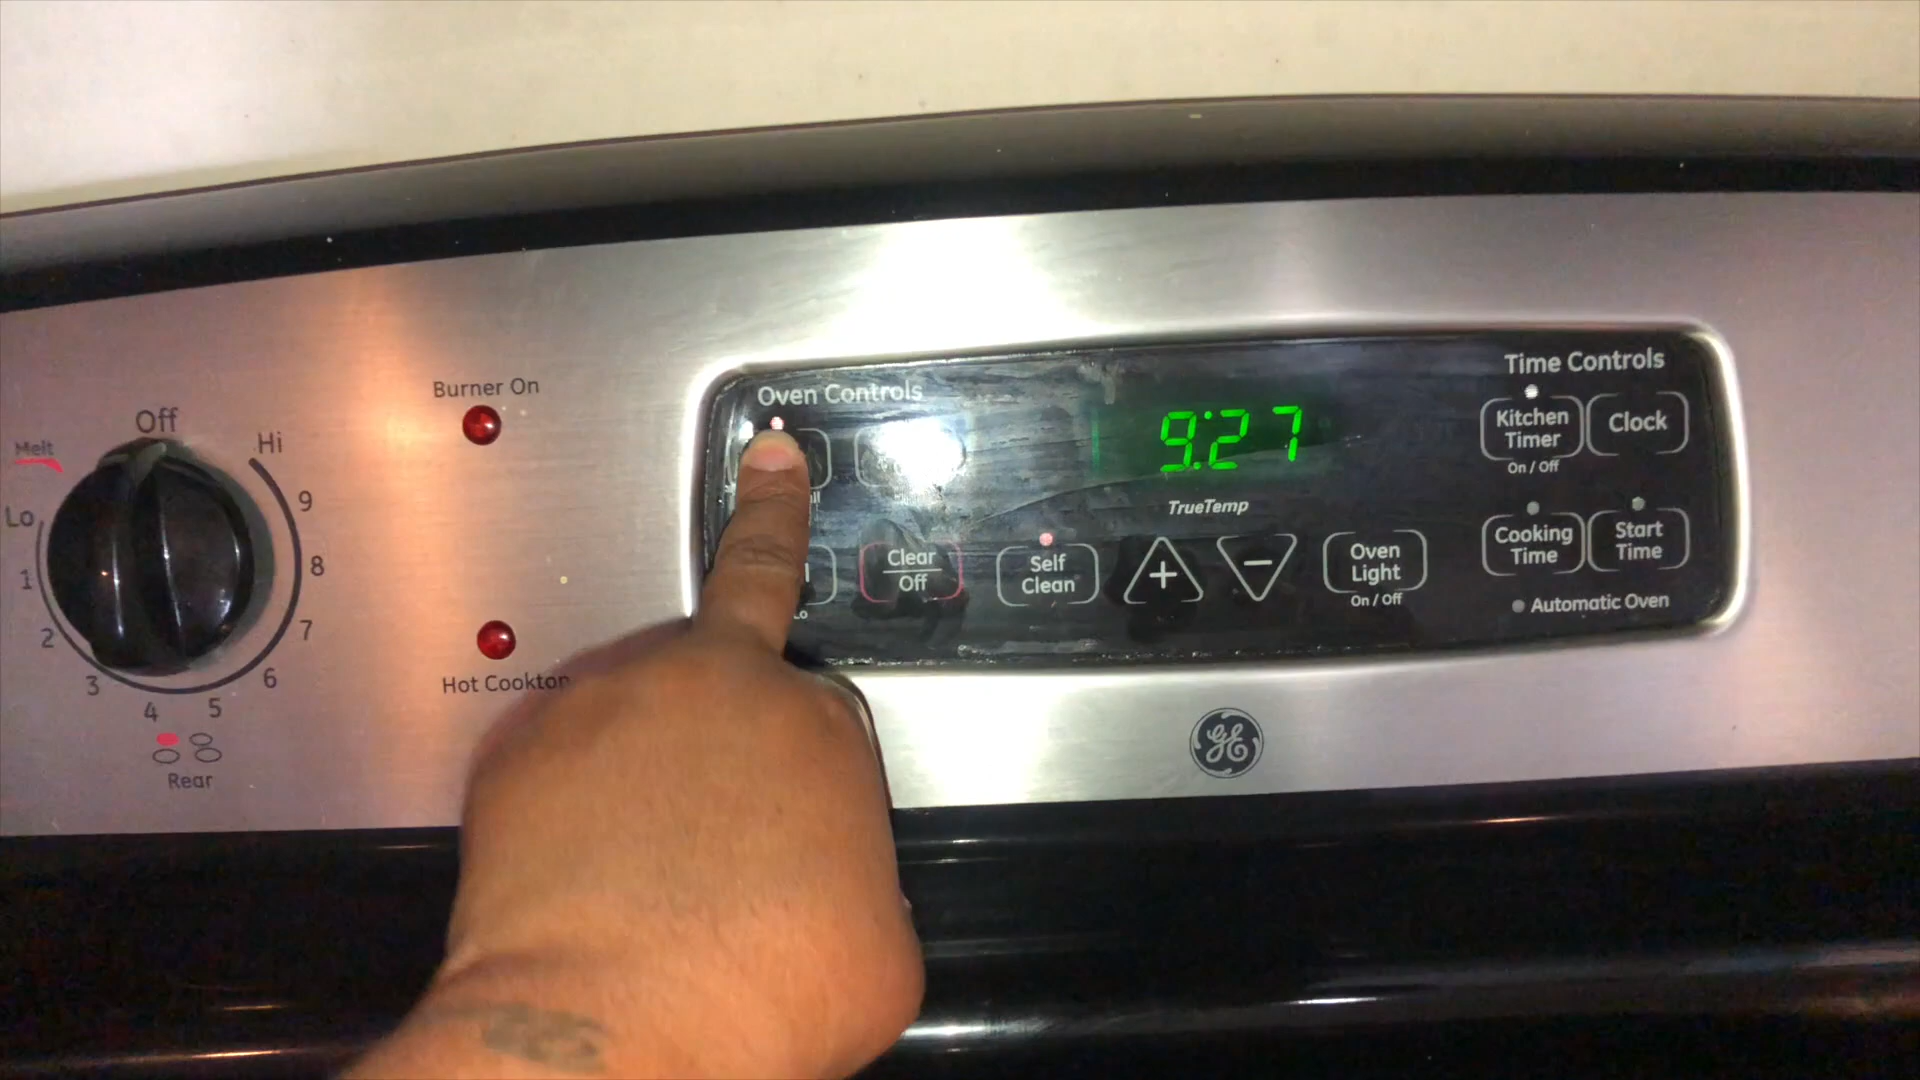 Off
Melt
Hi
Lo
9
8
7
6
5
4
3
2
1
Rear
Burner On
Hot Cooktop
Oven Controls
9:27
TrueTemp
Clear
Off
Lo
Self
Clean
+
−
Oven
Light
On / Off
Time Controls
Kitchen
Timer
On / Off
Clock
Cooking
Time
Start
Time
Automatic Oven
GE